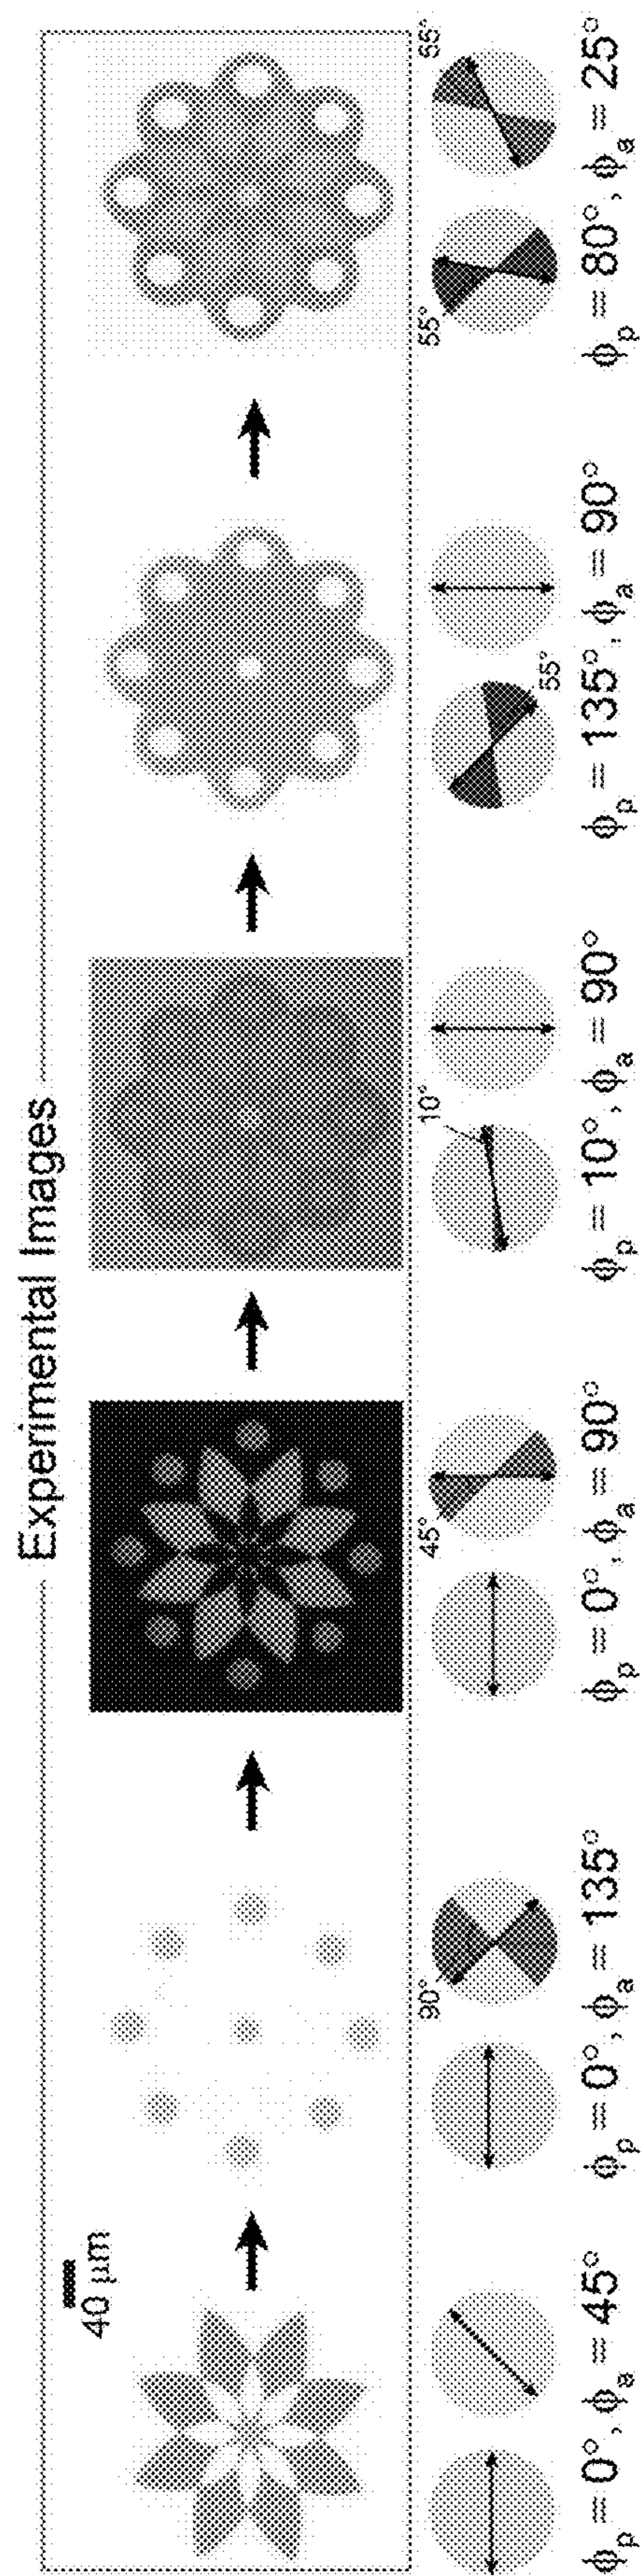 Experimental Images
40 μm
90° 45° 10° 55° 55° 55°
ϕp = 0°, ϕa = 45°
ϕp = 0°, ϕa = 135°
ϕp = 0°, ϕa = 90°
ϕp = 10°, ϕa = 90°
ϕp = 135°, ϕa = 90°
ϕp = 80°, ϕa = 25°